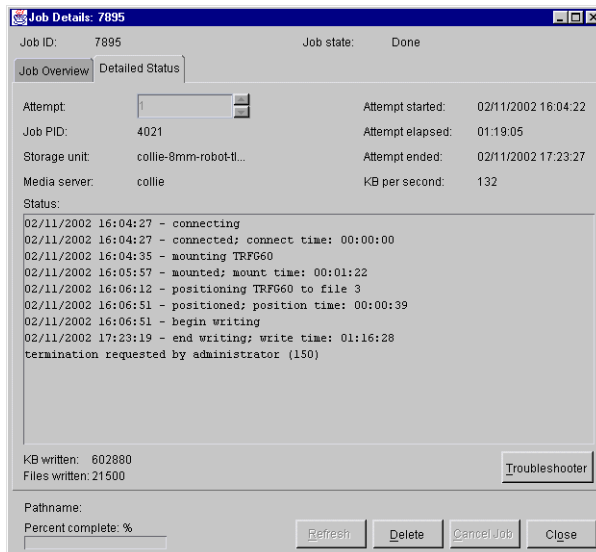 Job Details: 7895
Job ID: 7895 Job state: Done
Job Overview Detailed Status
Attempt: 1 Attempt started: 02/11/2002 16:04:22
Job PID: 4021 Attempt elapsed: 01:19:05
Storage unit: collie-8mm-robot-tl... Attempt ended: 02/11/2002 17:23:27
Media server: collie KB per second: 132
Status:
02/11/2002 16:04:27 - connecting
02/11/2002 16:04:27 - connected; connect time: 00:00:00
02/11/2002 16:04:35 - mounting TRFG60
02/11/2002 16:05:57 - mounted; mount time: 00:01:22
02/11/2002 16:06:12 - positioning TRFG60 to file 3
02/11/2002 16:06:51 - positioned; position time: 00:00:39
02/11/2002 16:06:51 - begin writing
02/11/2002 17:23:19 - end writing; write time: 01:16:28
termination requested by administrator (150)
KB written: 602880
Files written: 21500
Troubleshooter
Pathname:
Percent complete: %
Refresh Delete Cancel Job Close